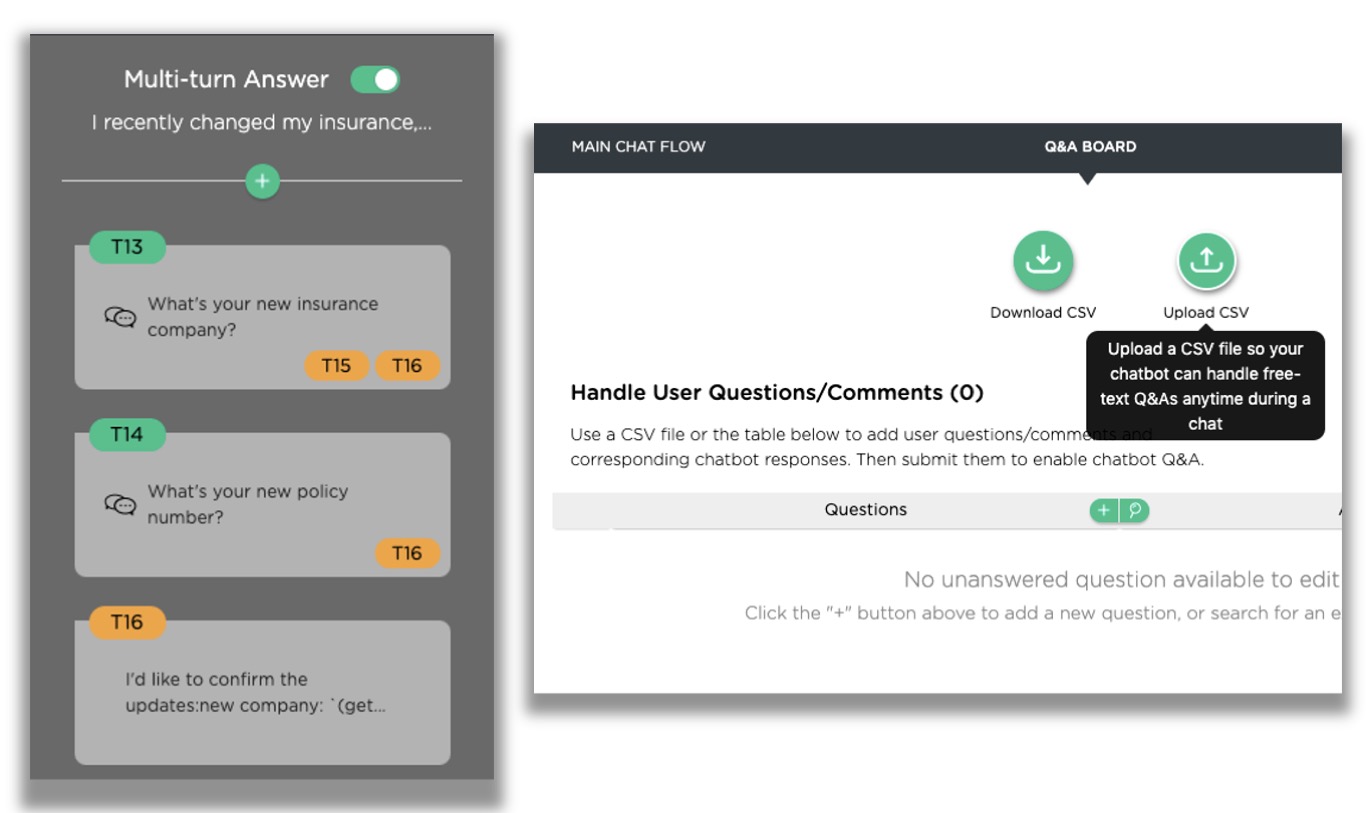 Multi-turn Answer
I recently changed my insurance,...
+
T13
What's your new insurance
company?
T15 T16
T14
What's your new policy
number?
T16
T16
I'd like to confirm the
updates:new company: `(get...
MAIN CHAT FLOW
Q&A BOARD
Download CSV
Upload CSV
Upload a CSV file so your
chatbot can handle free-
text Q&As anytime during a
chat
Handle User Questions/Comments (0)
Use a CSV file or the table below to add user questions/comments and
corresponding chatbot responses. Then submit them to enable chatbot Q&A.
Questions
+
No unanswered question available to edit
Click the "+" button above to add a new question, or search for an e